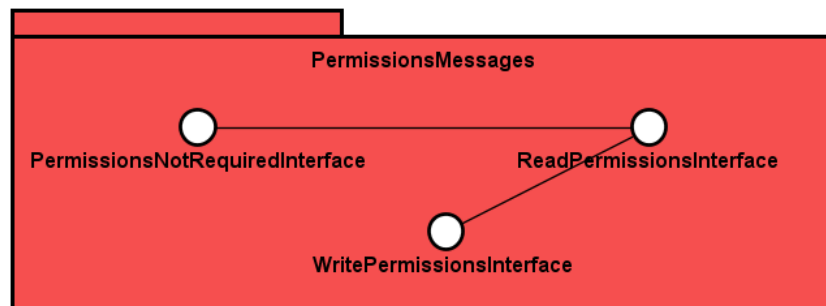 PermissionsMessages
PermissionsNotRequiredInterface
ReadPermissionsInterface
WritePermissionsInterface